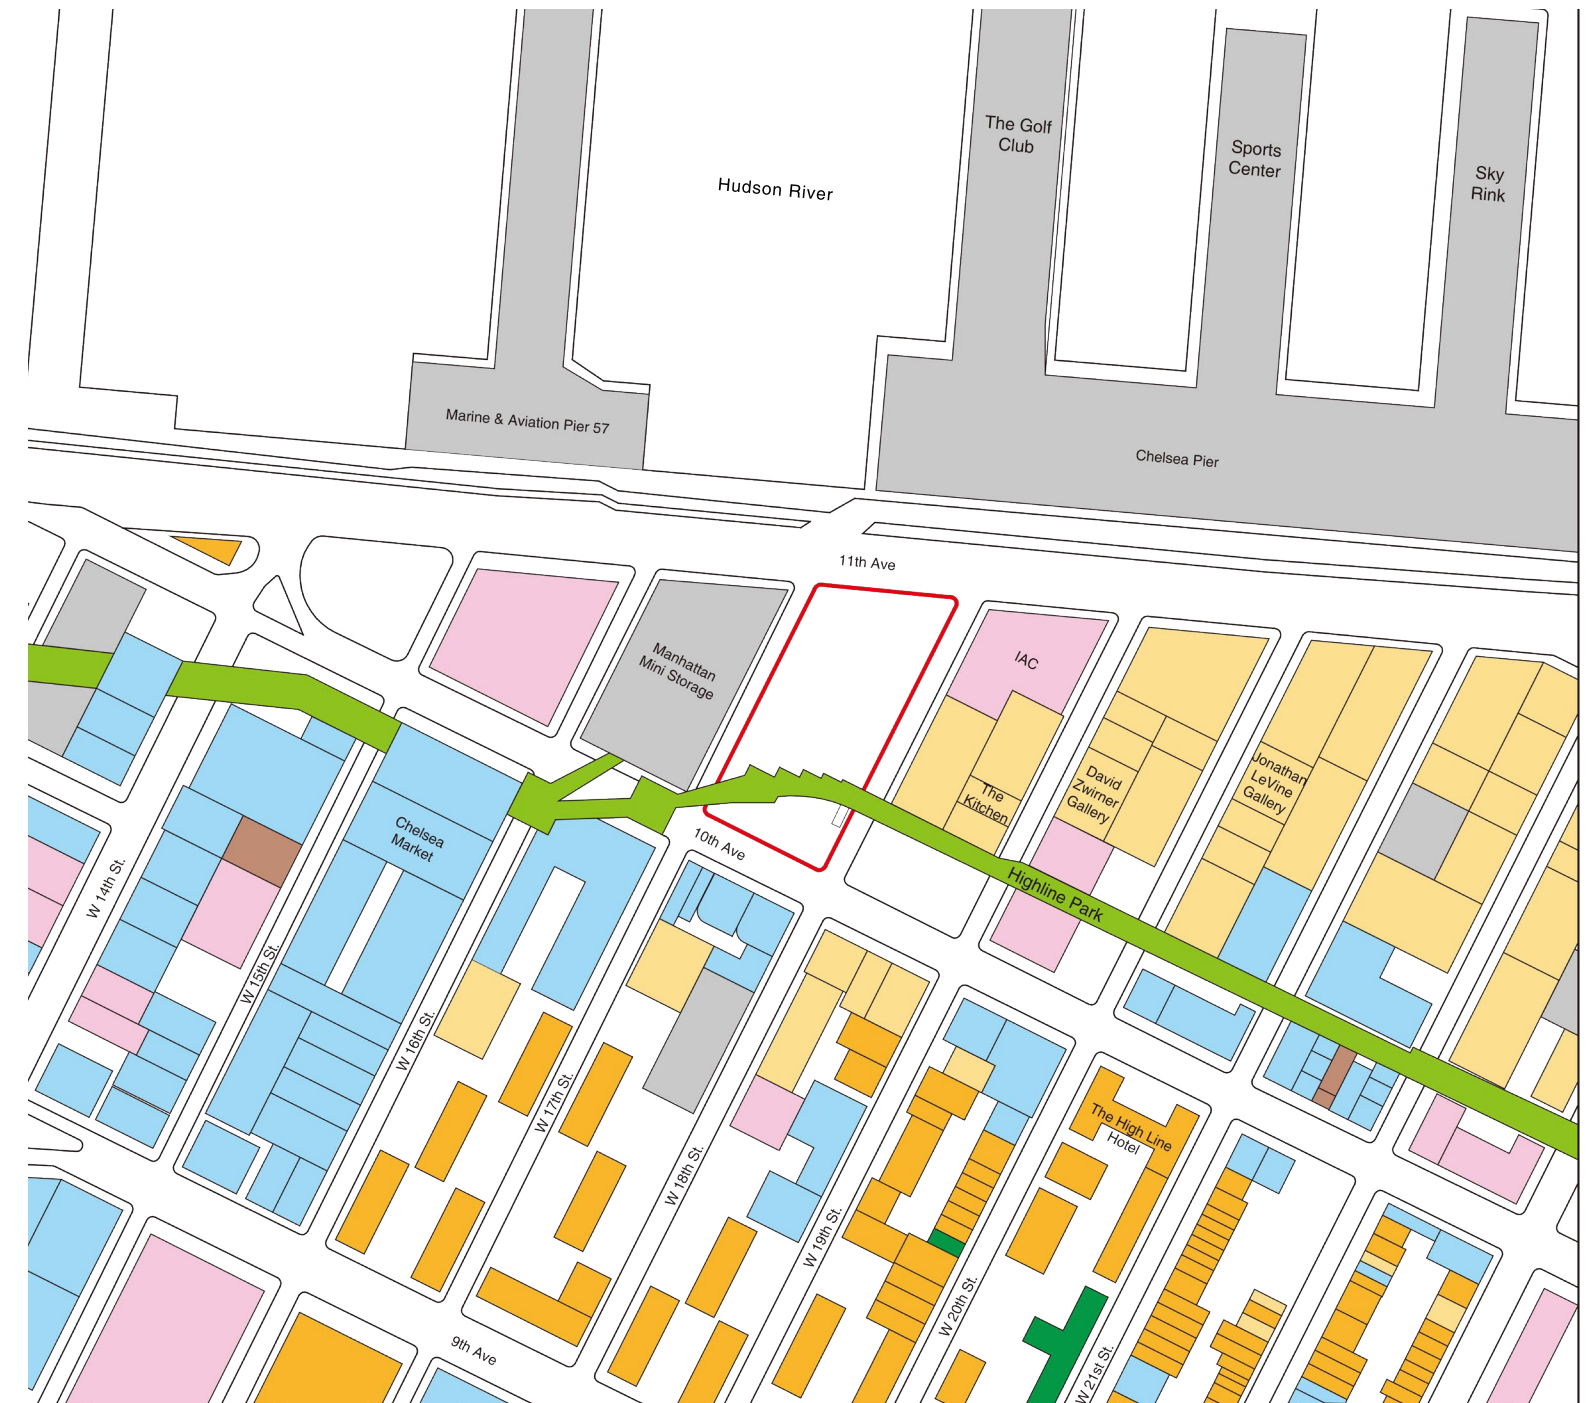 The Golf
Club
Sports
Center
Sky
Rink
Hudson River
Marine & Aviation Pier 57
Chelsea Pier
11th Ave
Manhattan
Mini Storage
IAC
The
Kitchen
David
Zwirner
Gallery
Jonathan
LeVine
Gallery
Chelsea
Market
10th Ave
Highline Park
W 14th St.
W 15th St.
W 16th St.
W 17th St.
W 18th St.
W 19th St.
W 20th St.
W 21st St.
The High Line
Hotel
9th Ave